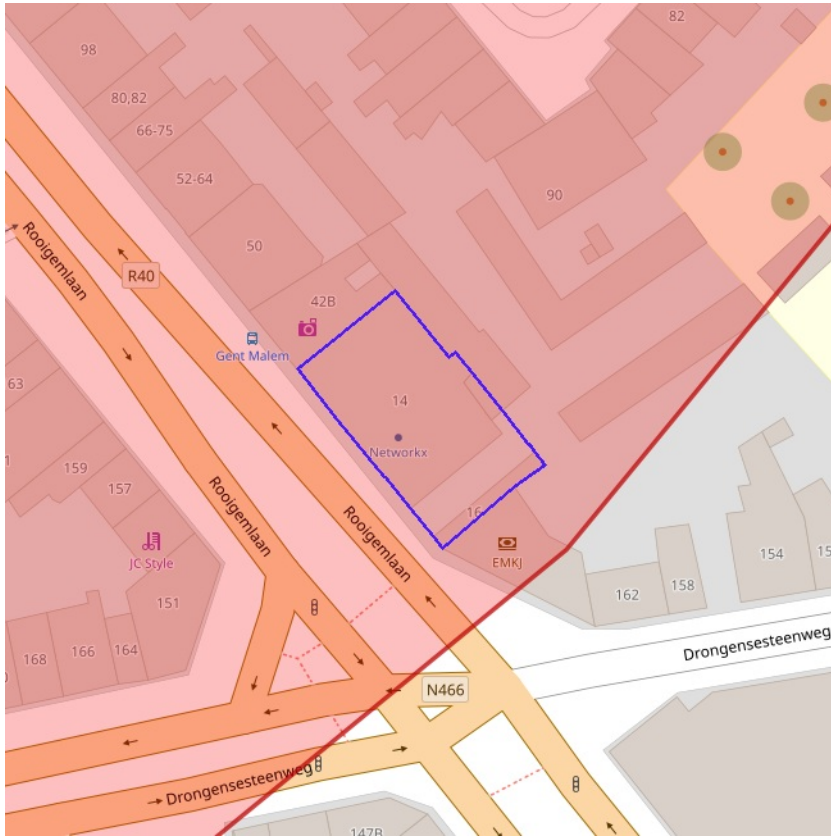 98
82
80,82
66-75
52-64
90
50
Rooigemlaan
R40
42B
Gent Malem
63
14
Networkx
159
157
16
Rooigemlaan
Rooigemlaan
JC Style
EMKJ
154
151
162
158
168
166
164
Drongensesteenweg
N466
Drongensesteenweg
147B